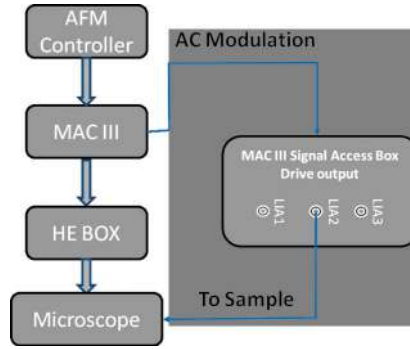 AFM
Controller
AC Modulation
MAC III
MAC III Signal Access Box
Drive output
LIA1
LIA2
LIA3
HE BOX
To Sample
Microscope